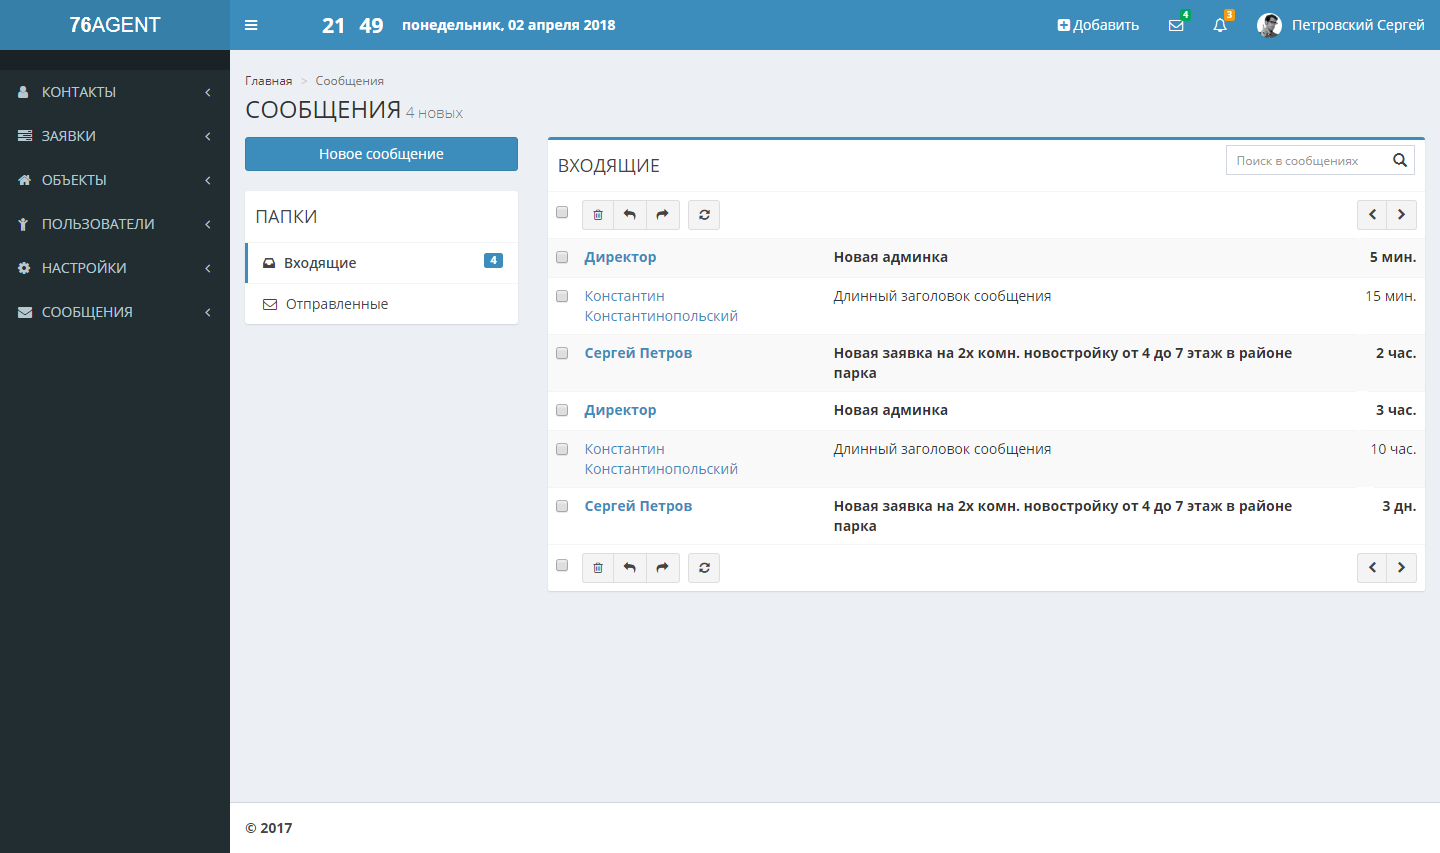 76AGENT
21 49 понедельник, 02 апреля 2018
Добавить
4
3
Петровский Сергей
КОНТАКТЫ
ЗАЯВКИ
ОБЪЕКТЫ
ПОЛЬЗОВАТЕЛИ
НАСТРОЙКИ
СООБЩЕНИЯ
Главная > Сообщения
СООБЩЕНИЯ 4 новых
Новое сообщение
ПАПКИ
Входящие 4
Отправленные
ВХОДЯЩИЕ
Поиск в сообщениях
Директор Новая админка 5 мин.
Константин Длинный заголовок сообщения 15 мин.
Константинопольский
Сергей Петров Новая заявка на 2х комн. новостройку от 4 до 7 этаж в районе 2 час.
парка
Директор Новая админка 3 час.
Константин Длинный заголовок сообщения 10 час.
Константинопольский
Сергей Петров Новая заявка на 2х комн. новостройку от 4 до 7 этаж в районе 3 дн.
парка
© 2017